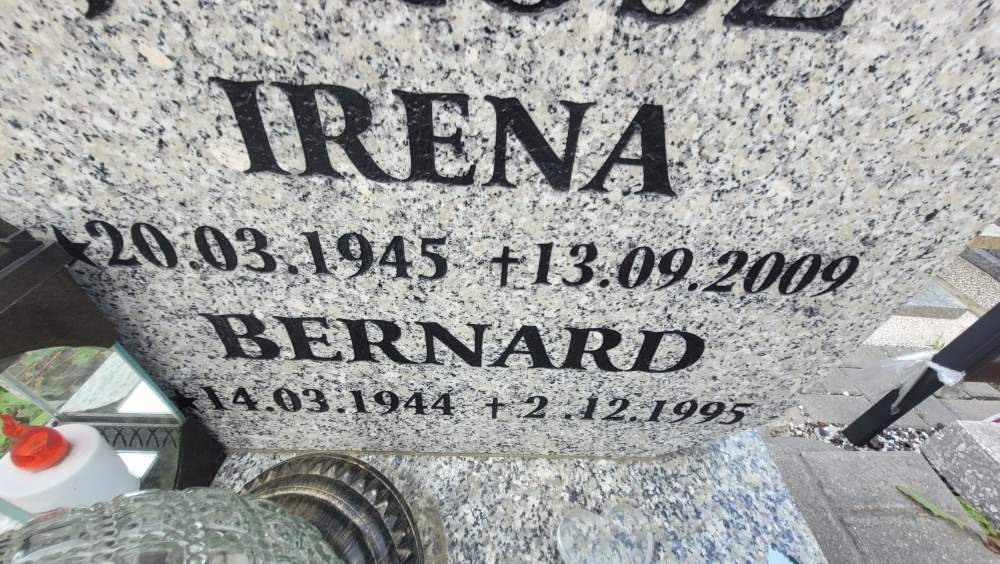 IRENA
★20.03.1945 †13.09.2009
BERNARD
★14.03.1944 +2.12.1995